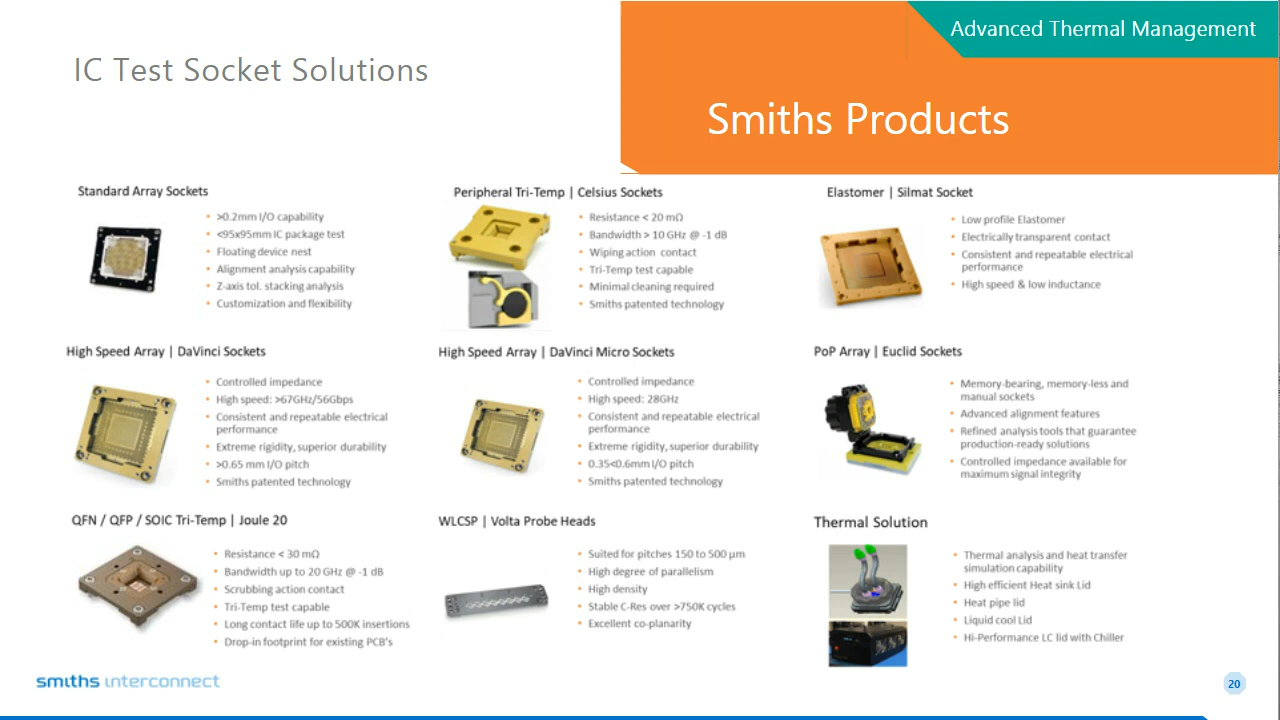 Advanced Thermal Management
IC Test Socket Solutions
Smiths Products
Standard Array Sockets
• >0.2mm I/O capability
• <95x95mm IC package test
• Floating device nest
• Alignment analysis capability
• Z-axis tol. stacking analysis
• Customization and flexibility
Peripheral Tri-Temp | Celsius Sockets
• Resistance < 20 mΩ
• Bandwidth > 10 GHz @ -1 dB
• Wiping action contact
• Tri-Temp test capable
• Minimal cleaning required
• Smiths patented technology
Elastomer | Silmat Socket
• Low profile Elastomer
• Electrically transparent contact
• Consistent and repeatable electrical
performance
• High speed & low inductance
High Speed Array | DaVinci Sockets
• Controlled impedance
• High speed: >67GHz/56Gbps
• Consistent and repeatable electrical
performance
• Extreme rigidity, superior durability
• >0.65 mm I/O pitch
• Smiths patented technology
High Speed Array | DaVinci Micro Sockets
• Controlled impedance
• High speed: 28GHz
• Consistent and repeatable electrical
performance
• Extreme rigidity, superior durability
• 0.35<0.6mm I/O pitch
• Smiths patented technology
PoP Array | Euclid Sockets
• Memory-bearing, memory-less and
manual sockets
• Advanced alignment features
• Refined analysis tools that guarantee
production-ready solutions
• Controlled impedance available for
maximum signal integrity
QFN / QFP / SOIC Tri-Temp | Joule 20
• Resistance < 30 mΩ
• Bandwidth up to 20 GHz @ -1 dB
• Scrubbing action contact
• Tri-Temp test capable
• Long contact life up to 500K insertions
• Drop-in footprint for existing PCB's
WLCSP | Volta Probe Heads
• Suited for pitches 150 to 500 µm
• High degree of parallelism
• High density
• Stable C-Res over >750K cycles
• Excellent co-planarity
Thermal Solution
• Thermal analysis and heat transfer
simulation capability
• High efficient Heat sink Lid
• Heat pipe lid
• Liquid cool Lid
• Hi-Performance LC lid with Chiller
smiths interconnect
20